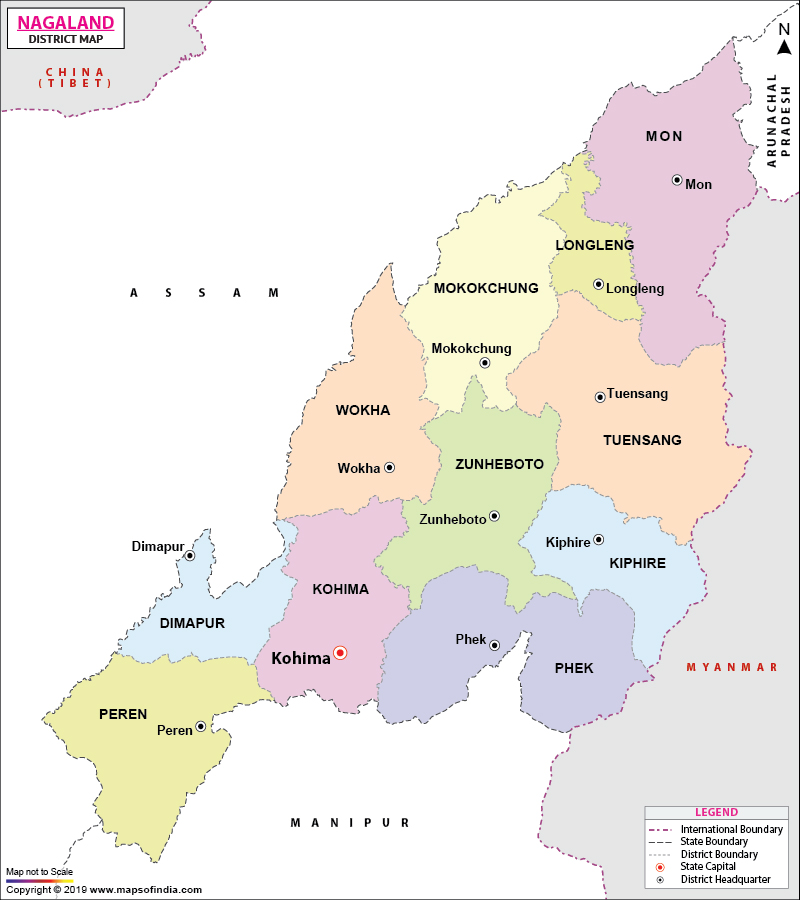 NAGALAND
DISTRICT MAP
N
CHINA
(TIBET)
ARUNACHAL
PRADESH
MON
Mon
LONGLENG
Longleng
ASSAM
MOKOKCHUNG
Mokokchung
Tuensang
WOKHA
TUENSANG
Wokha
ZUNHEBOTO
Zunheboto
Dimapur
Kiphire
KIPHIRE
KOHIMA
DIMAPUR
Phek
Kohima
PHEK
MYANMAR
PEREN
Peren
MANIPUR
LEGEND
International Boundary
State Boundary
District Boundary
State Capital
District Headquarter
Map not to Scale
Copyright © 2019 www.mapsofindia.com